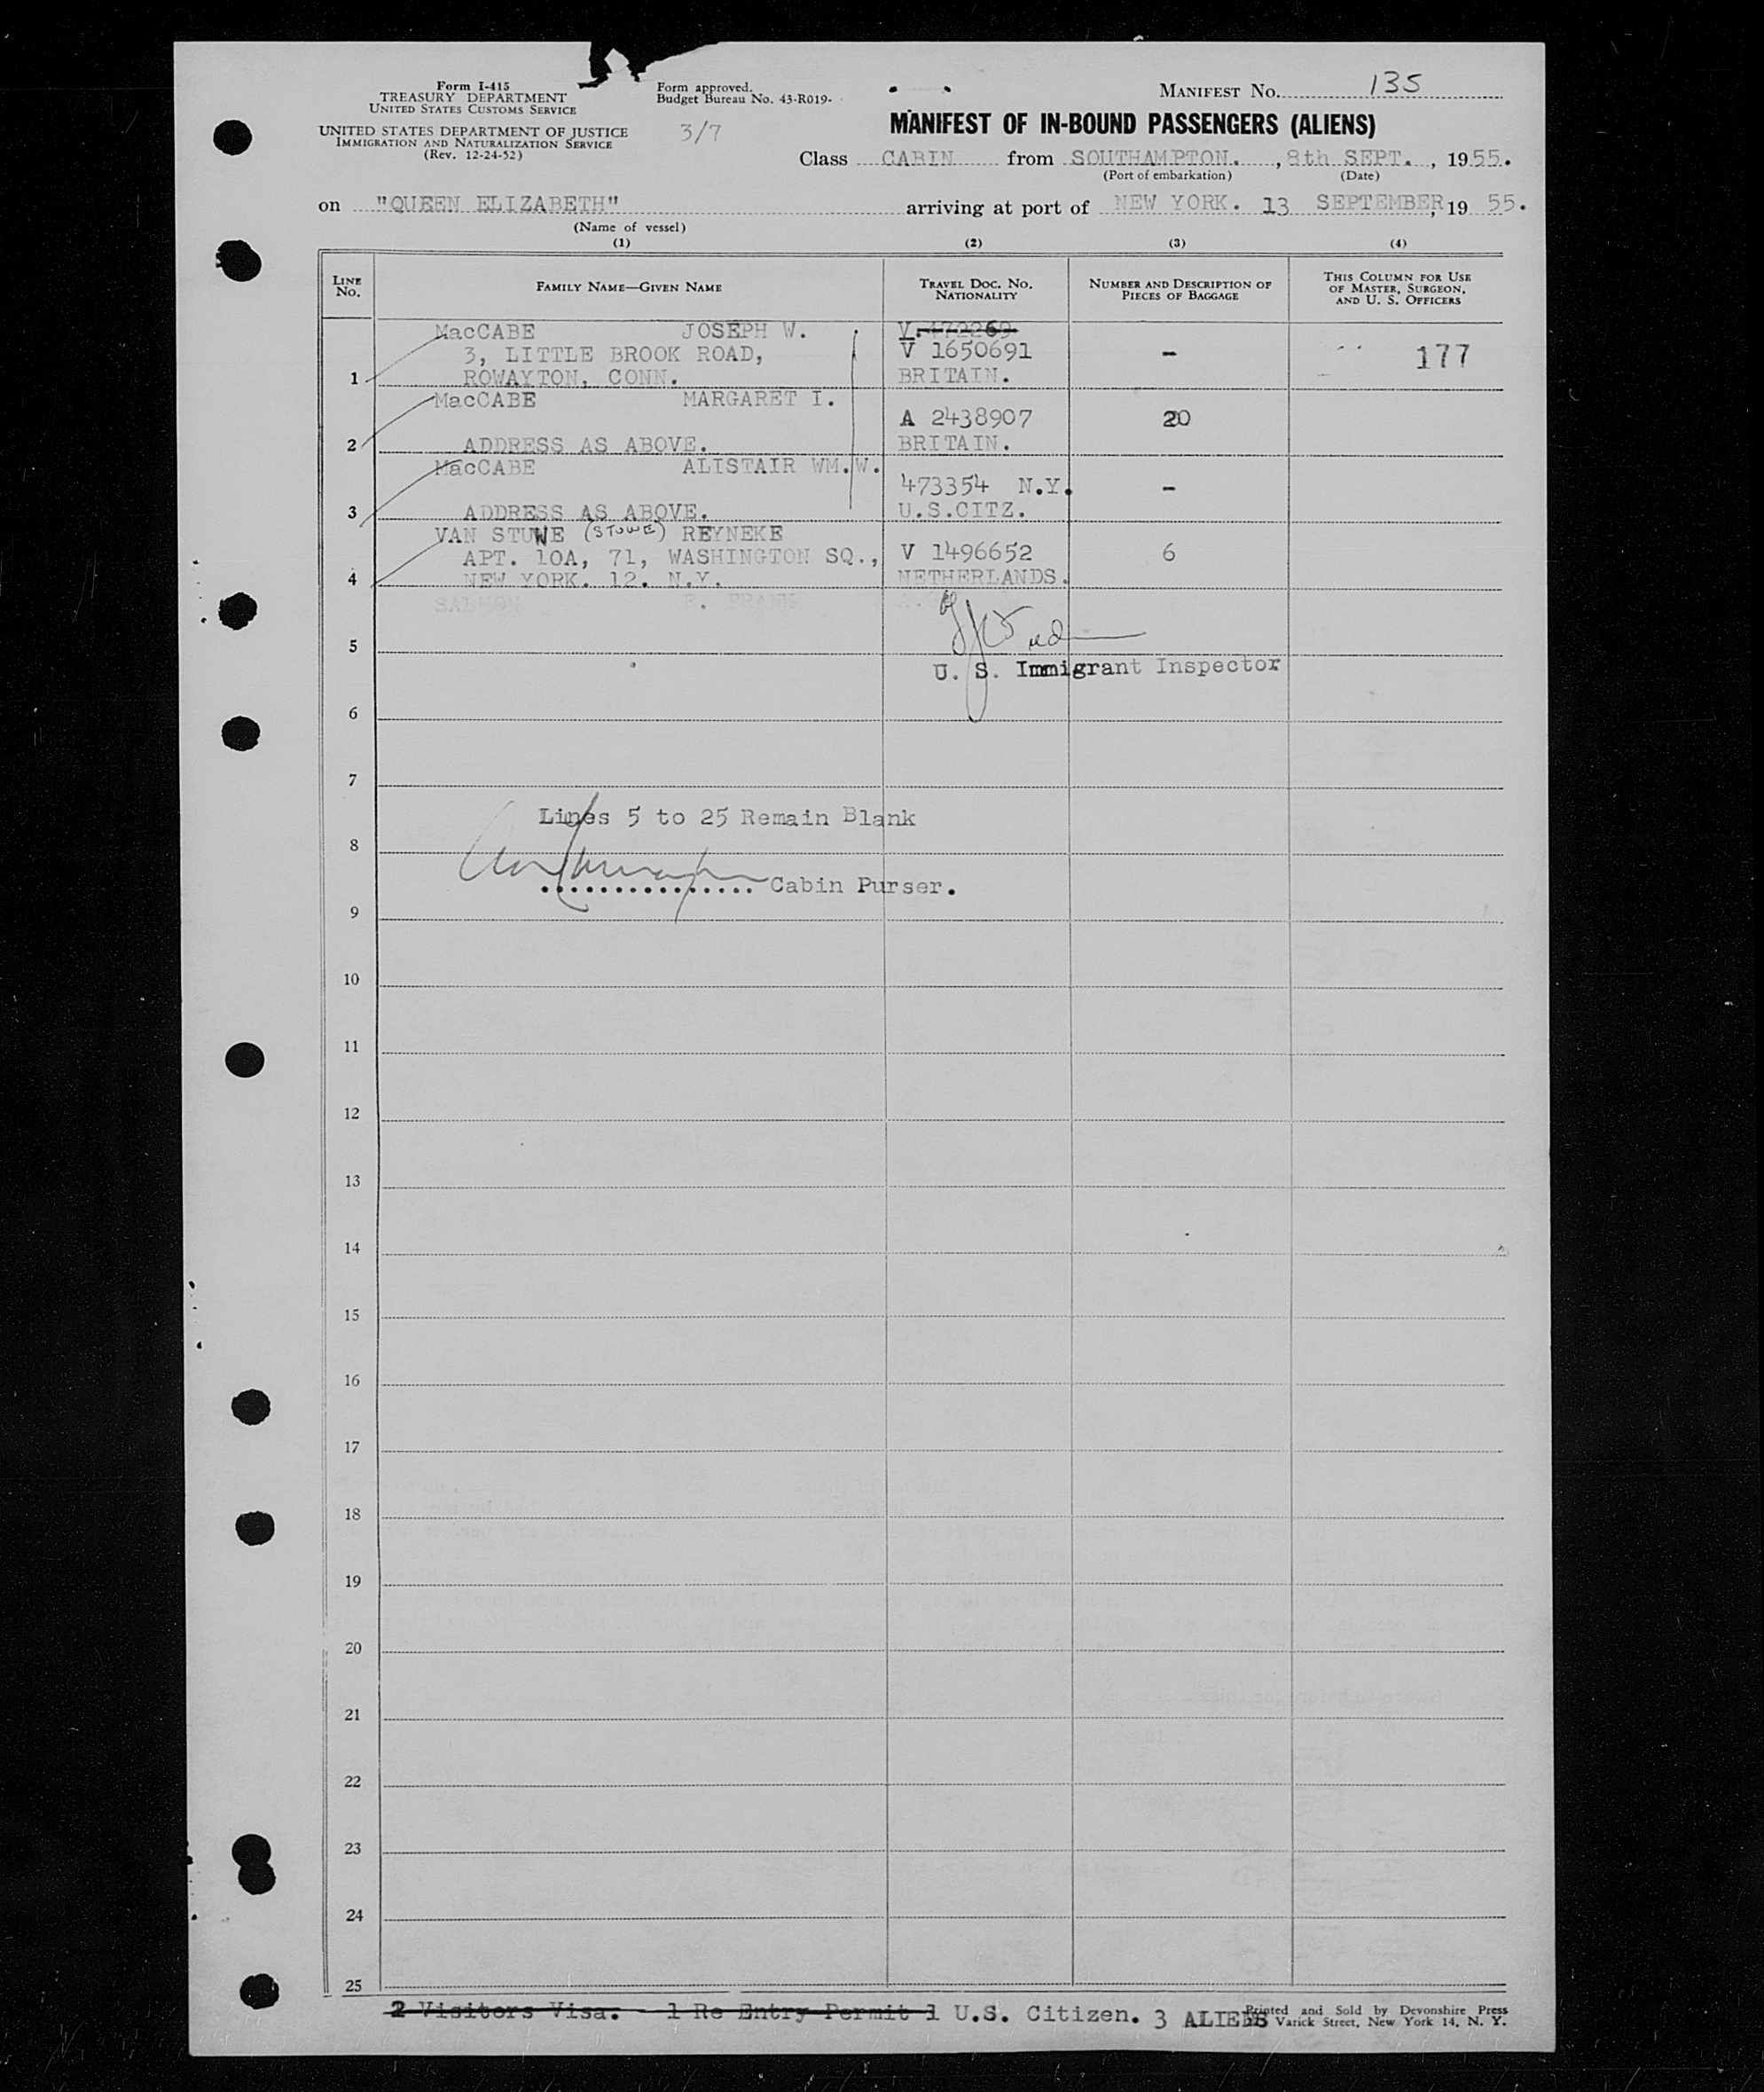 Form I-415
TREASURY DEPARTMENT
UNITED STATES CUSTOMS SERVICE
UNITED STATES DEPARTMENT OF JUSTICE
IMMIGRATION AND NATURALIZATION SERVICE
(Rev. 12-24-52)
Form approved.
Budget Bureau No. 43-R019-
3/7
MANIFEST No. 135
MANIFEST OF IN-BOUND PASSENGERS (ALIENS)
Class CABIN from SOUTHAMPTON. , 8th SEPT. , 1955.
(Port of embarkation) (Date)
on "QUEEN ELIZABETH" arriving at port of NEW YORK. 13 SEPTEMBER, 19 55.
(Name of vessel)
(1) (2) (3) (4)
LINE No. FAMILY NAME—GIVEN NAME TRAVEL DOC. NO. NATIONALITY NUMBER AND DESCRIPTION OF PIECES OF BAGGAGE THIS COLUMN FOR USE OF MASTER, SURGEON, AND U. S. OFFICERS
MacCABE JOSEPH W.
3, LITTLE BROOK ROAD, V 1650691 - 177
1 ROWAYTON, CONN. BRITAIN.
MacCABE MARGARET I.
A 2438907 20
2 ADDRESS AS ABOVE. BRITAIN.
MacCABE ALISTAIR WM.W.
473354 N.Y. -
3 ADDRESS AS ABOVE. U.S.CITZ.
VAN STUWE (STUWE) REYNEKE
APT. 10A, 71, WASHINGTON SQ., V 1496652 6
4 NEW YORK. 12. N.Y. NETHERLANDS.
SALMON
5
U. S. Immigrant Inspector
6
7
Lines 5 to 25 Remain Blank
8
Cabin Purser.
9
10
11
12
13
14
15
16
17
18
19
20
21
22
23
24
25
2 Visitors Visa. - 1 Re Entry Permit 1 U.S. Citizen. 3 ALIENS
Printed and Sold by Devonshire Press
Varick Street, New York 14, N. Y.